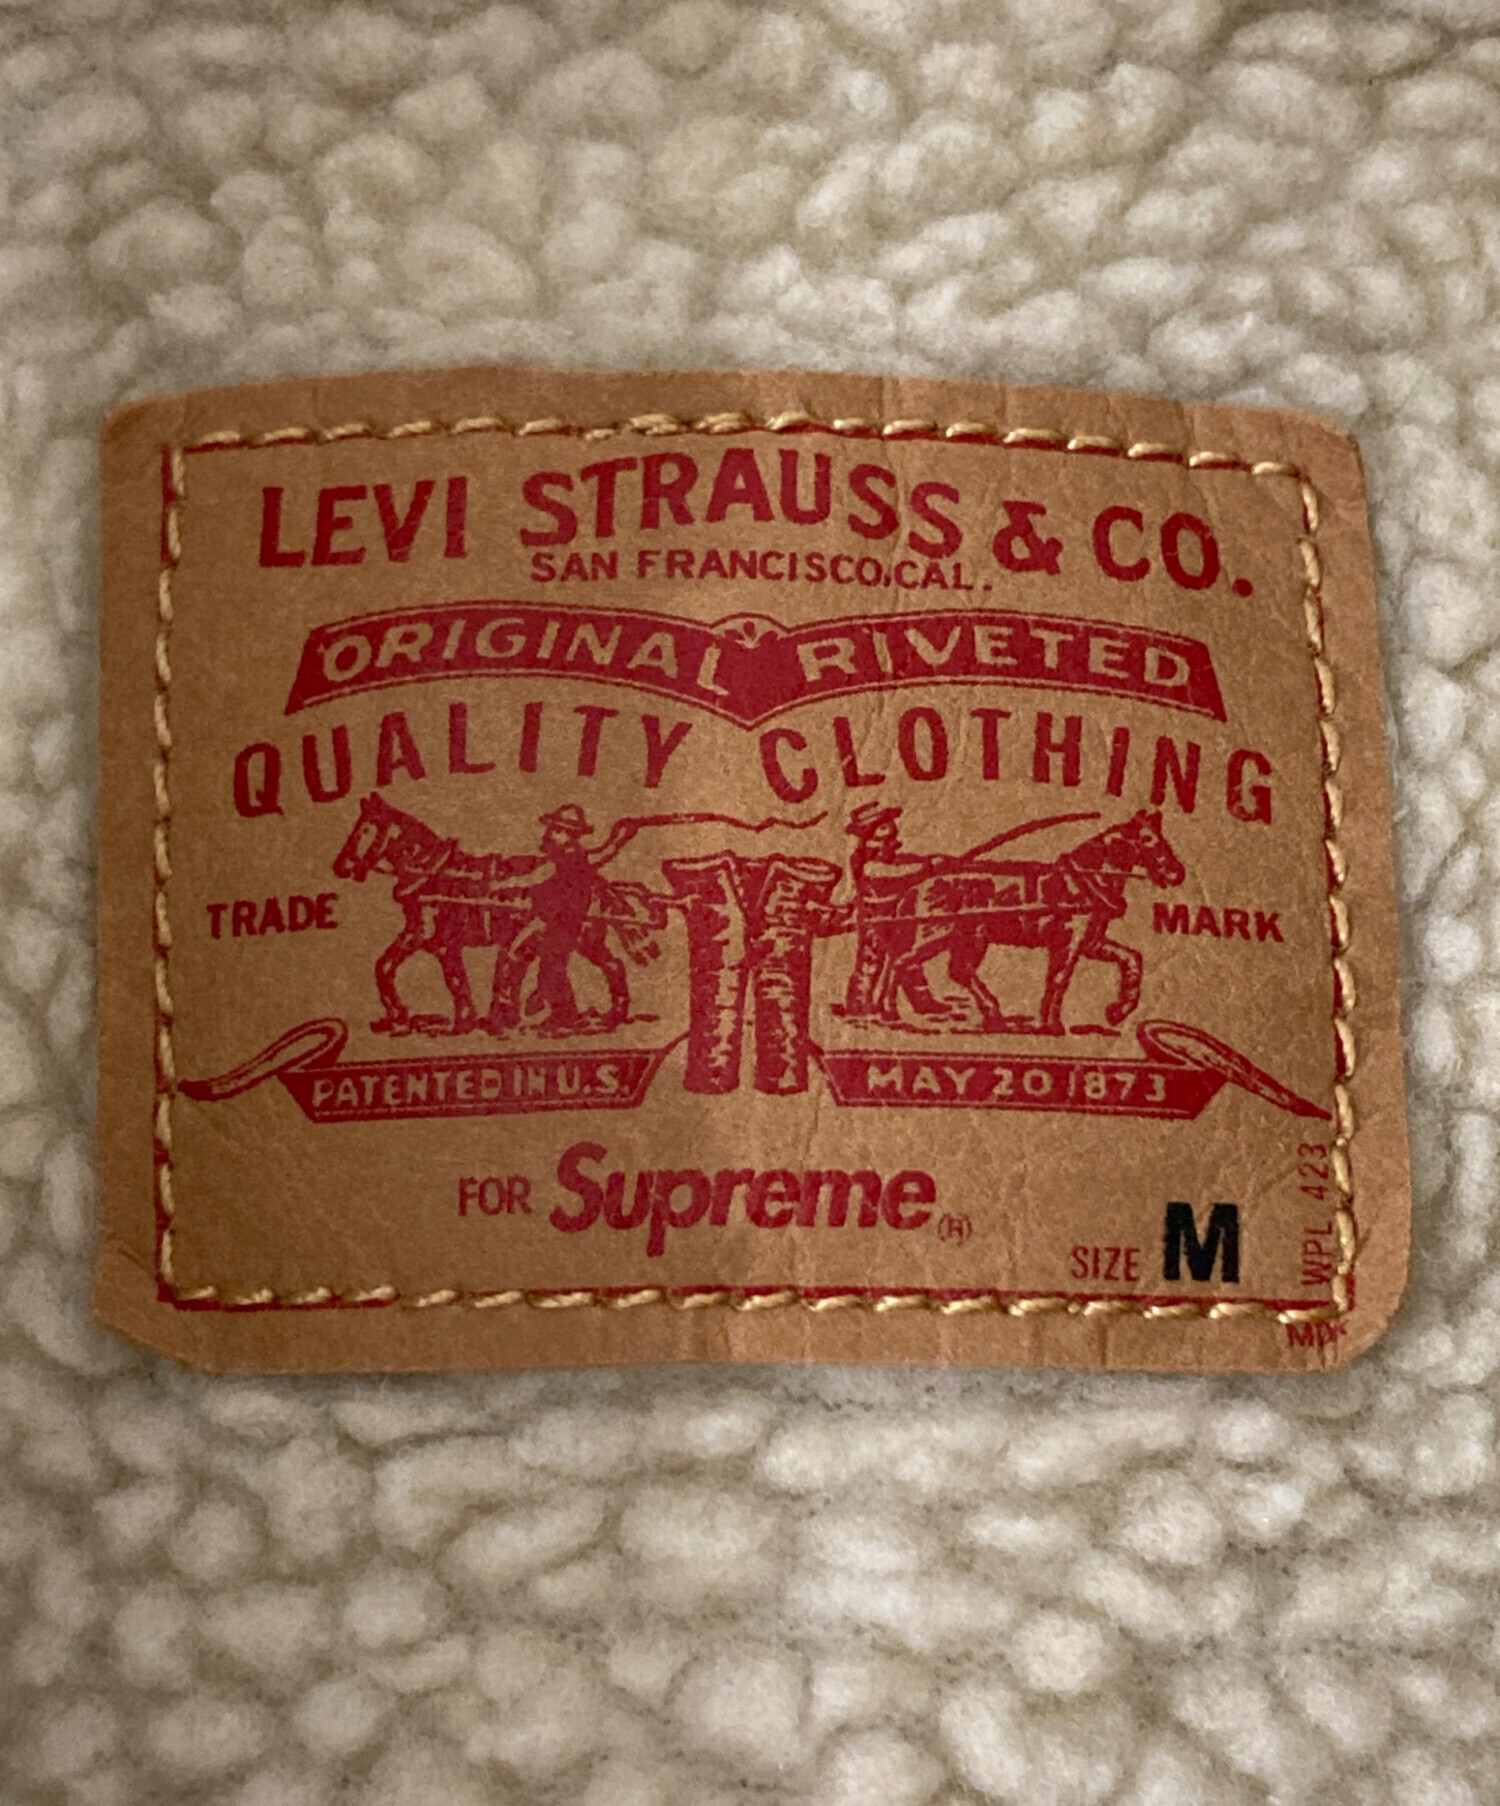 LEVI STRAUSS & CO.
SAN FRANCISCO, CAL.
ORIGINAL RIVETED
QUALITY CLOTHING
TRADE MARK
PATENTED IN U.S. MAY 20 1873
FOR Supreme®
SIZE M
WPL 423